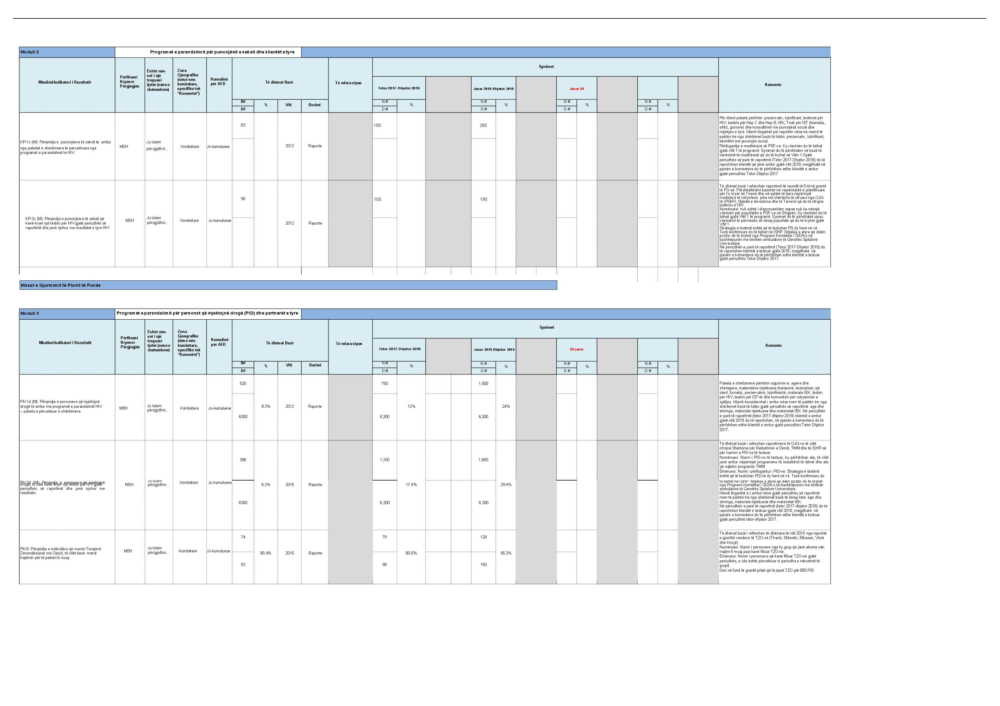 Moduli 2
Programet e parandalimit për punonjësit e seksit dhe klientët e tyre
Mbulimi/Indikatori i Rezultatit
Përfituesi
Kryesor
Përgjegjës
Është nën-
set i një
treguesi
tjetër (nëse e
zbatueshme)
Zona
Gjeografike
(nëse nën-
kombëtare,
specifiko tek
“Komentet”)
Kumulimi
për AFD
Të dhënat Bazë
Të ndara sipas
Synimet
Komente
Tetor 2017- Dhjetor 2018
Janar 2019-Dhjetor 2019
Janar 20
N#
D#
%
Viti
Burimi
N #
D #
%
N #
D #
%
N #
D #
%
N #
D #
%
KP-1c (M): Përqindja e punonjësve të seksit te arritur
nga paketat e sherbimeve te percaktuara nga
programet e parandalimit te HIV.
MSH
Ju lutem
përzgjidhni...
Kombëtare
Jo-kumuluese
83
2012
Raporte
150
250
Për klient paketa përfshin: prezervativ, lubrifikant, testimet për
HIV, testimi për Hep C dhe Hep B, IEK, Testi për IST (klamidia,
sifiliz, gonorre) dhe konsultimet me punonjësit social dhe
ndjekjen e tyre. Klienti llogaritet për raportim nëse ka marrë të
paktën tre nga shërbimet bazë të listës: prezervativ, lubrifikant,
këshillim me punonjës social.
Përllogaritja e madhësisë së PSF-ve. Ky vlerësim do të bëhet
gjatë vitit 1 të programit. Synimet do të përshtaten në bazë të
vlerësimit të madhësisë që do të kryhet në Vitin 1.Gjatë
periudhës së parë të raportimit (Tetor 2017-Dhjetor 2018) do të
raportohen klientët që janë arritur gjatë vitit 2018, megjithatë në
pjesën e komenteve do të përfshihen edhe klientët e arritur
gjatë periudhës Tetor-Dhjetor 2017
KP-3c (M): Përqindja e punonjësve të seksit që
kanë kryer një testim për HIV gjatë periudhës së
raportimit dhe janë njohur me rezultatet e tyre HIV
MSH
Ju lutem
përzgjidhni...
Kombëtare
Jo-kumuluese
56
2012
Raporte
100
190
Të dhënat bazë i referohen raportimit të raundit të 5-të të grantit
të FG-së. Përshkallëzimi bazohet në veprimtaritë e planifikuara
për t'u kryer në Tiranë dhe në qytete të tjera nëpërmjet
modeleve të ndryshme: pika me shërbime të ofruara nga OJQ-
të (PShP), Njësitë e lëvizshme dhe të Terrenit që do të ofrojnë
testimin e HIV.
Numëruesi: nuk është i disponueshëm sepse nuk ka ndonjë
vlerësim për popullatën e PSF-ve në Shqipëri. Ky vlerësim do të
bëhet gjatë Vitit 1 të programit. Synimet do të përshtatet sipas
vlerësimit të përmasës së kësaj popullate që do të kryhet gjatë
Vitit 1.
Strategjia e testimit është që të testohen PS dy herë në vit.
Testi konfirmues do të bëhet në ISHP. Ndjekja e atyre që dolën
pozitiv do të kryhet nga Programi Kombëtar i SIDA-s në
bashkëpunim me klinikën ambulatore të Qendrës Spitalore
Universitare.
Në periudhën e parë të raportimit (Tetor 2017-Dhjetor 2018) do
të raportohen klientët e testuar gjatë 2018, megjithatë në
pjesën e komenteve do të përfshihen edhe klientët e testuar
gjatë periudhës Tetor-Dhjetor 2017.
Masat e Gjurmimit të Planit të Punës
Moduli 3
Programet e parandalimit për personat që injektojnë drogë (PID) dhe partnerët e tyre
Mbulimi/Indikatori i Rezultatit
Përfituesi
Kryesor
Përgjegjës
Është nën-
set i një
treguesi
tjetër (nëse e
zbatueshme)
Zona
Gjeografike
(nëse nën-
kombëtare,
specifiko tek
“Komentet”)
Kumulimi
për AFD
Të dhënat Bazë
Të ndara sipas
Synimet
Komente
Tetor 2017-Dhjetor 2018
Janar 2019-Dhjetor 2019
20 janar
N#
D#
%
Viti
Burimi
N #
D #
%
N #
D #
%
N #
D #
%
N #
D #
%
PK-1d (M): Përqindja e personave që injektojnë
drogë të arritur me programet e parandalimit HIV
– paketa e përcaktuar e shërbimeve
MSH
Ju lutem
përzgjidhni...
Kombëtare
Jo-kumuluese
520
6300
8.3%
2012
Raporte
750
6,300
12%
1,500
6,300
24%
Paketa e shërbimeve përfshin sigurimin e: ageve dhe
shiringave, materialeve injektuese (tamponë, leukoplast, ujë
steril, furnela), prezervativë, lubrifikantë, materiale IEK, testim
për HIV, testim për IST-të dhe komunikim për ndryshimin e
sjelljes. Klienti konsiderohet i arritur nëse merr të paktën tre nga
shërbimet bazë të listës gjatë periudhës së raportimit: age dhe
shiringa, materiale injektuese dhe materialet IEK. Në periudhën
e parë të raportimit (tetor 2017-dhjetor 2018) klientët e arritur
gjatë vitit 2018 do të raportohen, në pjesën e komenteve do të
përfshihen edhe klientët e arritur gjatë periudhës Tetor-Dhjetor
2017.
PK-3d (M): Përqindja e personave që injektojnë
drogë, të cilët kanë kryer një testim për HIV gjatë
periudhës së raportimit dhe janë njohur me
rezultatin.
MSH
Ju lutem
përzgjidhni...
Kombëtare
Jo-kumuluese
396
6300
6.3%
2015
Raporte
1,100
6,300
17.5%
1,850
6,300
29.4%
Të dhënat bazë i referohen raportimeve të OJQ-ve të cilët
ofrojnë Shërbime për Reduktimin e Dëmit, TMM dhe të ISHP-së
për numrin e PID-ve të testuar.
Numëruesi: Numri i PID-ve të testuar, ku përfshihen ata, të cilët
janë arritur nëpërmjet programeve të reduktimit të dëmit dhe ata
që ndjekin programin TMM.
Emëruesi: Numri i përllogaritur i PID-ve. Strategjia e testimit
është që të testohen PID-të dy herë në vit. Testi konfirmues do
të bëhet në ISHP. Ndjekja e atyre që dalin pozitiv do të kryhet
nga Programi Kombëtar i SIDA-s në bashkëpunim me klinikën
ambulatore të Qendrës Spitalore Universitare.
Klienti llogaritet si i arritur nëse gjatë periudhës së raportimit
merr të paktën tre nga shërbimet bazë të kësaj liste: age dhe
shiringa, materiale injektuese dhe materialet IEK.
Në periudhën e parë të raportimit (tetor 2017-dhjetor 2018) do të
raportohen klientët e testuar gjatë vitit 2018, megjithatë në
pjesën e komenteve do të përfshihen edhe klientët e testuar
gjatë periudhës tetor-dhjetor 2017.
PK-5: Përqindja e individëve që marrin Terapinë
Zëvendësuese me Opiod, të cilët kanë marrë
trajtimin për të paktën 6 muaj.
MSH
Ju lutem
përzgjidhni...
Kombëtare
Jo-kumuluese
74
92
80.4%
2015
Raporte
79
98
80.6%
128
150
85.3%
Të dhënat bazë i referohen të dhënave të vitit 2015 nga raportet
e gjashtë vendeve të TZO-së (Tiranë, Shkodër, Elbasan, Vlorë
dhe Korçë).
Numëruesi: Numri i personave nga ky grup që janë akoma nën
trajtim 6 muaj pasi kanë filluar TZO-në.
Emëruesi: Numri i personave që kanë filluar TZO-në gjatë
periudhës, e cila është përcaktuar si periudha e rekrutimit të
grupit.
Deri në fund të grantit pritet që të jepet TZO për 850 PID.